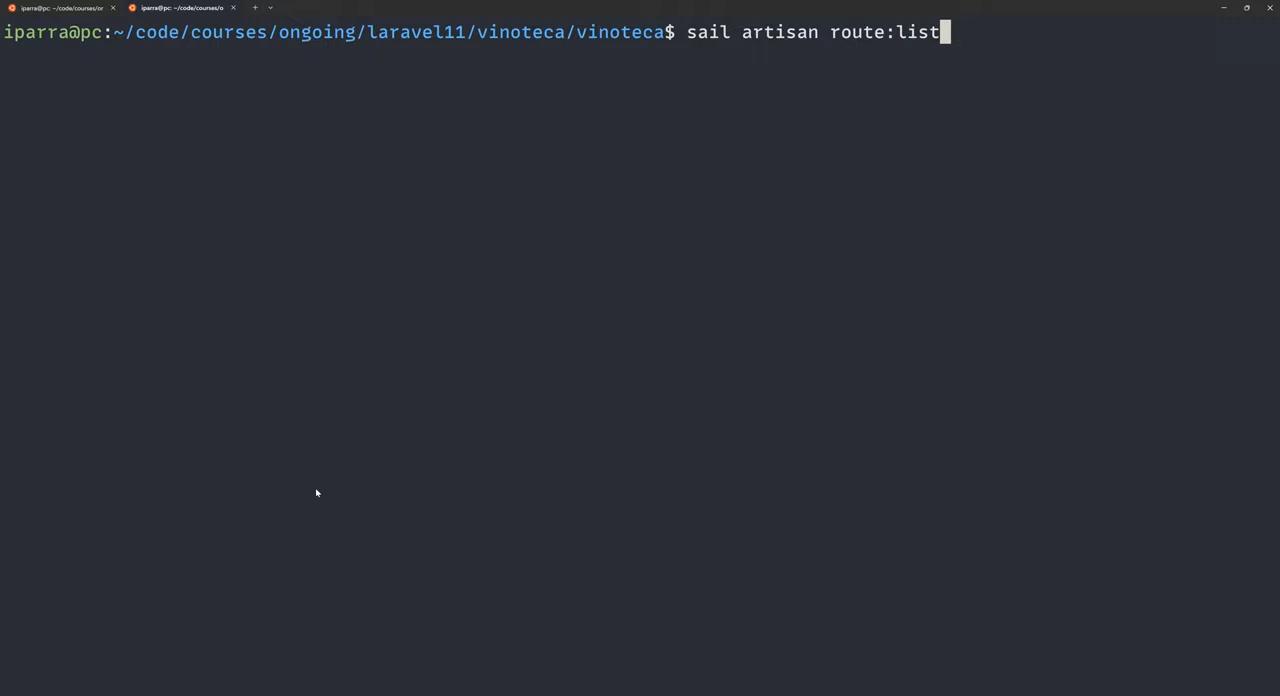 iparra@pc: ~/code/courses/or
iparra@pc: ~/code/courses/o
iparra@pc:~/code/courses/ongoing/laravel11/vinoteca/vinoteca$ sail artisan route:list